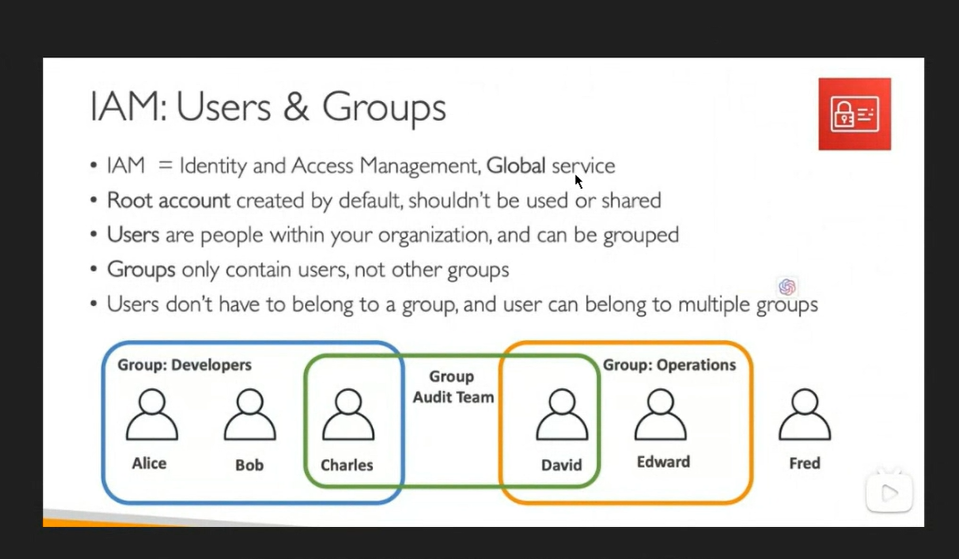 IAM: Users & Groups
• IAM = Identity and Access Management, Global service
• Root account created by default, shouldn't be used or shared
• Users are people within your organization, and can be grouped
• Groups only contain users, not other groups
• Users don't have to belong to a group, and user can belong to multiple groups
Group: Developers
Group
Audit Team
Group: Operations
Alice
Bob
Charles
David
Edward
Fred